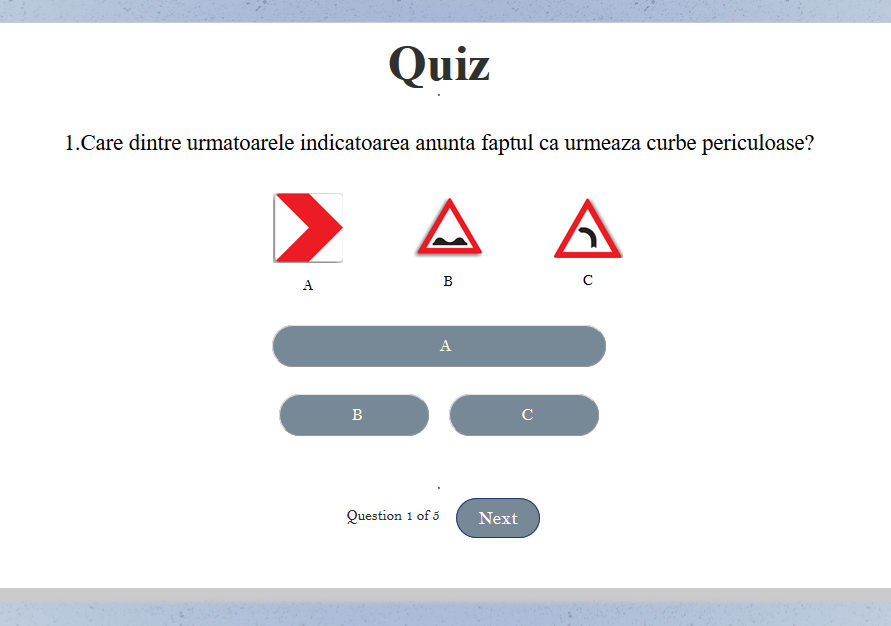 Quiz
1.Care dintre urmatoarele indicatoarea anunta faptul ca urmeaza curbe periculoase?
A B C
A
B C
Question 1 of 5 Next